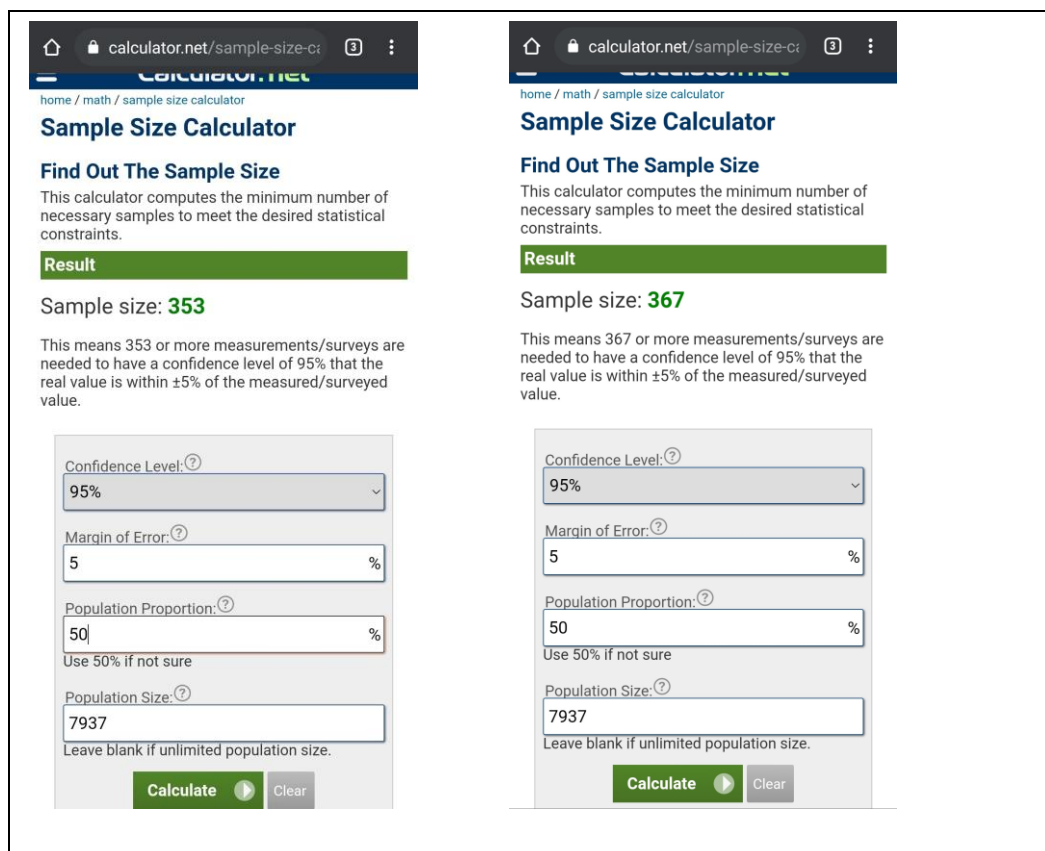 calculator.net/sample-size-ca 3
Calculator.net
home / math / sample size calculator
Sample Size Calculator
Find Out The Sample Size
This calculator computes the minimum number of
necessary samples to meet the desired statistical
constraints.
Result
Sample size: 353
This means 353 or more measurements/surveys are
needed to have a confidence level of 95% that the
real value is within ±5% of the measured/surveyed
value.
Confidence Level: ?
95%
Margin of Error: ?
5 %
Population Proportion: ?
50 %
Use 50% if not sure
Population Size: ?
7937
Leave blank if unlimited population size.
Calculate Clear
calculator.net/sample-size-ca 3
Calculator.net
home / math / sample size calculator
Sample Size Calculator
Find Out The Sample Size
This calculator computes the minimum number of
necessary samples to meet the desired statistical
constraints.
Result
Sample size: 367
This means 367 or more measurements/surveys are
needed to have a confidence level of 95% that the
real value is within ±5% of the measured/surveyed
value.
Confidence Level: ?
95%
Margin of Error: ?
5 %
Population Proportion: ?
50 %
Use 50% if not sure
Population Size: ?
7937
Leave blank if unlimited population size.
Calculate Clear